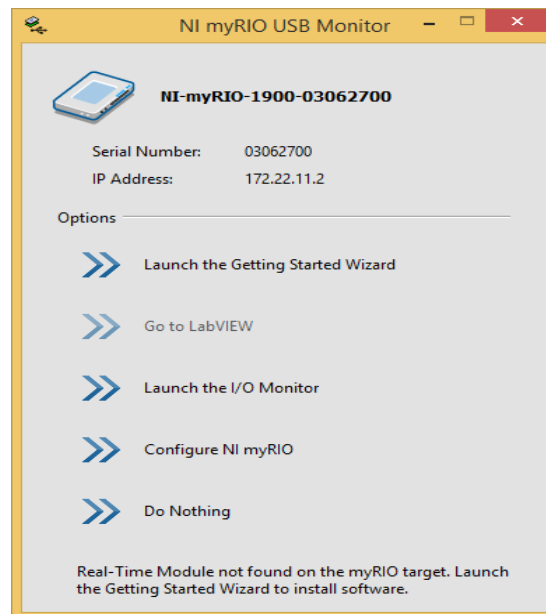 NI myRIO USB Monitor
NI-myRIO-1900-03062700
Serial Number: 03062700
IP Address: 172.22.11.2
Options
Launch the Getting Started Wizard
Go to LabVIEW
Launch the I/O Monitor
Configure NI myRIO
Do Nothing
Real-Time Module not found on the myRIO target. Launch
the Getting Started Wizard to install software.